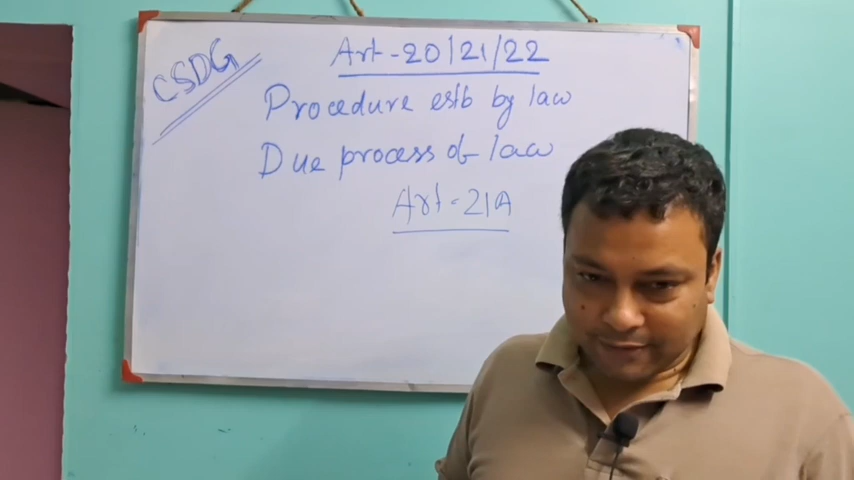 CSDG
Art-20/21/22
Procedure estb by law
Due process of law
Art-21A